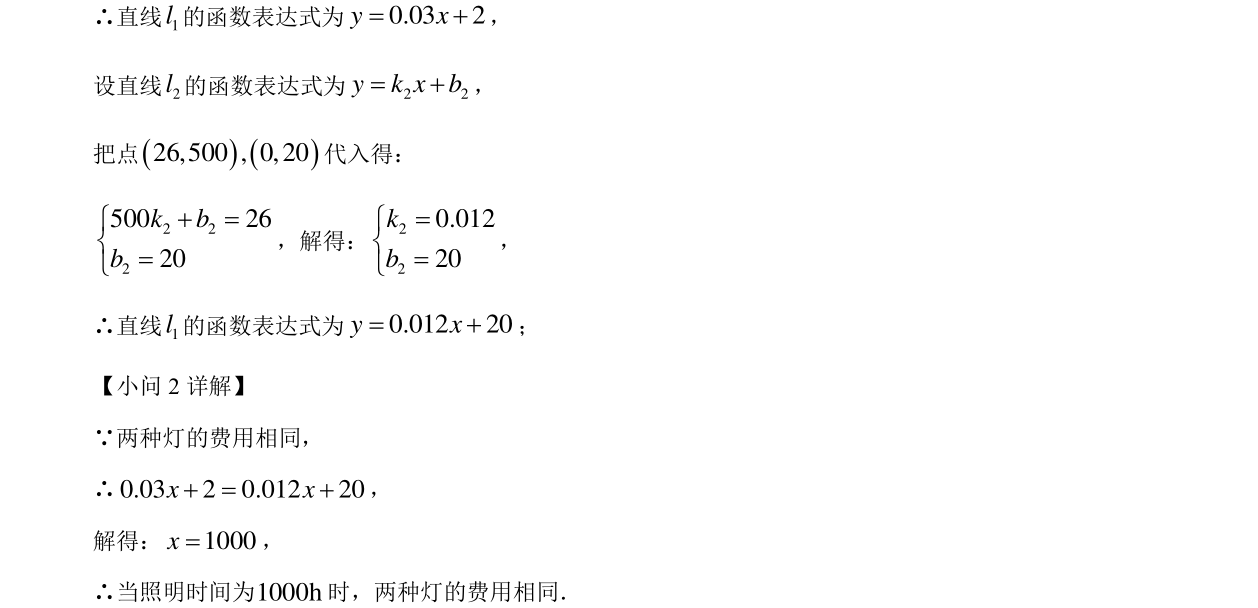 ∴直线l₁的函数表达式为y=0.03x+2，
设直线l₂的函数表达式为y=k₂x+b₂，
把点(26,500),(0,20)代入得：
{500k₂+b₂=26 b₂=20，解得：{k₂=0.012 b₂=20，
∴直线l₁的函数表达式为y=0.012x+20；
【小问2详解】
∵两种灯的费用相同，
∴0.03x+2=0.012x+20，
解得：x=1000，
∴当照明时间为1000h时，两种灯的费用相同．